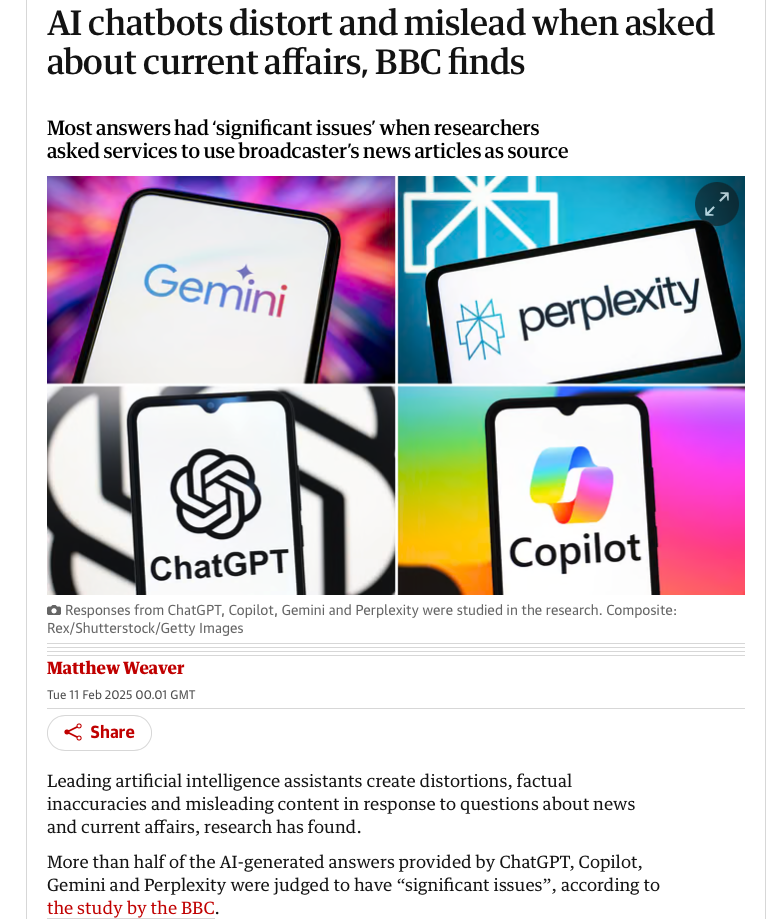 AI chatbots distort and mislead when asked
about current affairs, BBC finds
Most answers had ‘significant issues’ when researchers
asked services to use broadcaster’s news articles as source
Gemini
perplexity
ChatGPT
Copilot
Responses from ChatGPT, Copilot, Gemini and Perplexity were studied in the research. Composite:
Rex/Shutterstock/Getty Images
Matthew Weaver
Tue 11 Feb 2025 00.01 GMT
Share
Leading artificial intelligence assistants create distortions, factual
inaccuracies and misleading content in response to questions about news
and current affairs, research has found.
More than half of the AI-generated answers provided by ChatGPT, Copilot,
Gemini and Perplexity were judged to have “significant issues”, according to
the study by the BBC.